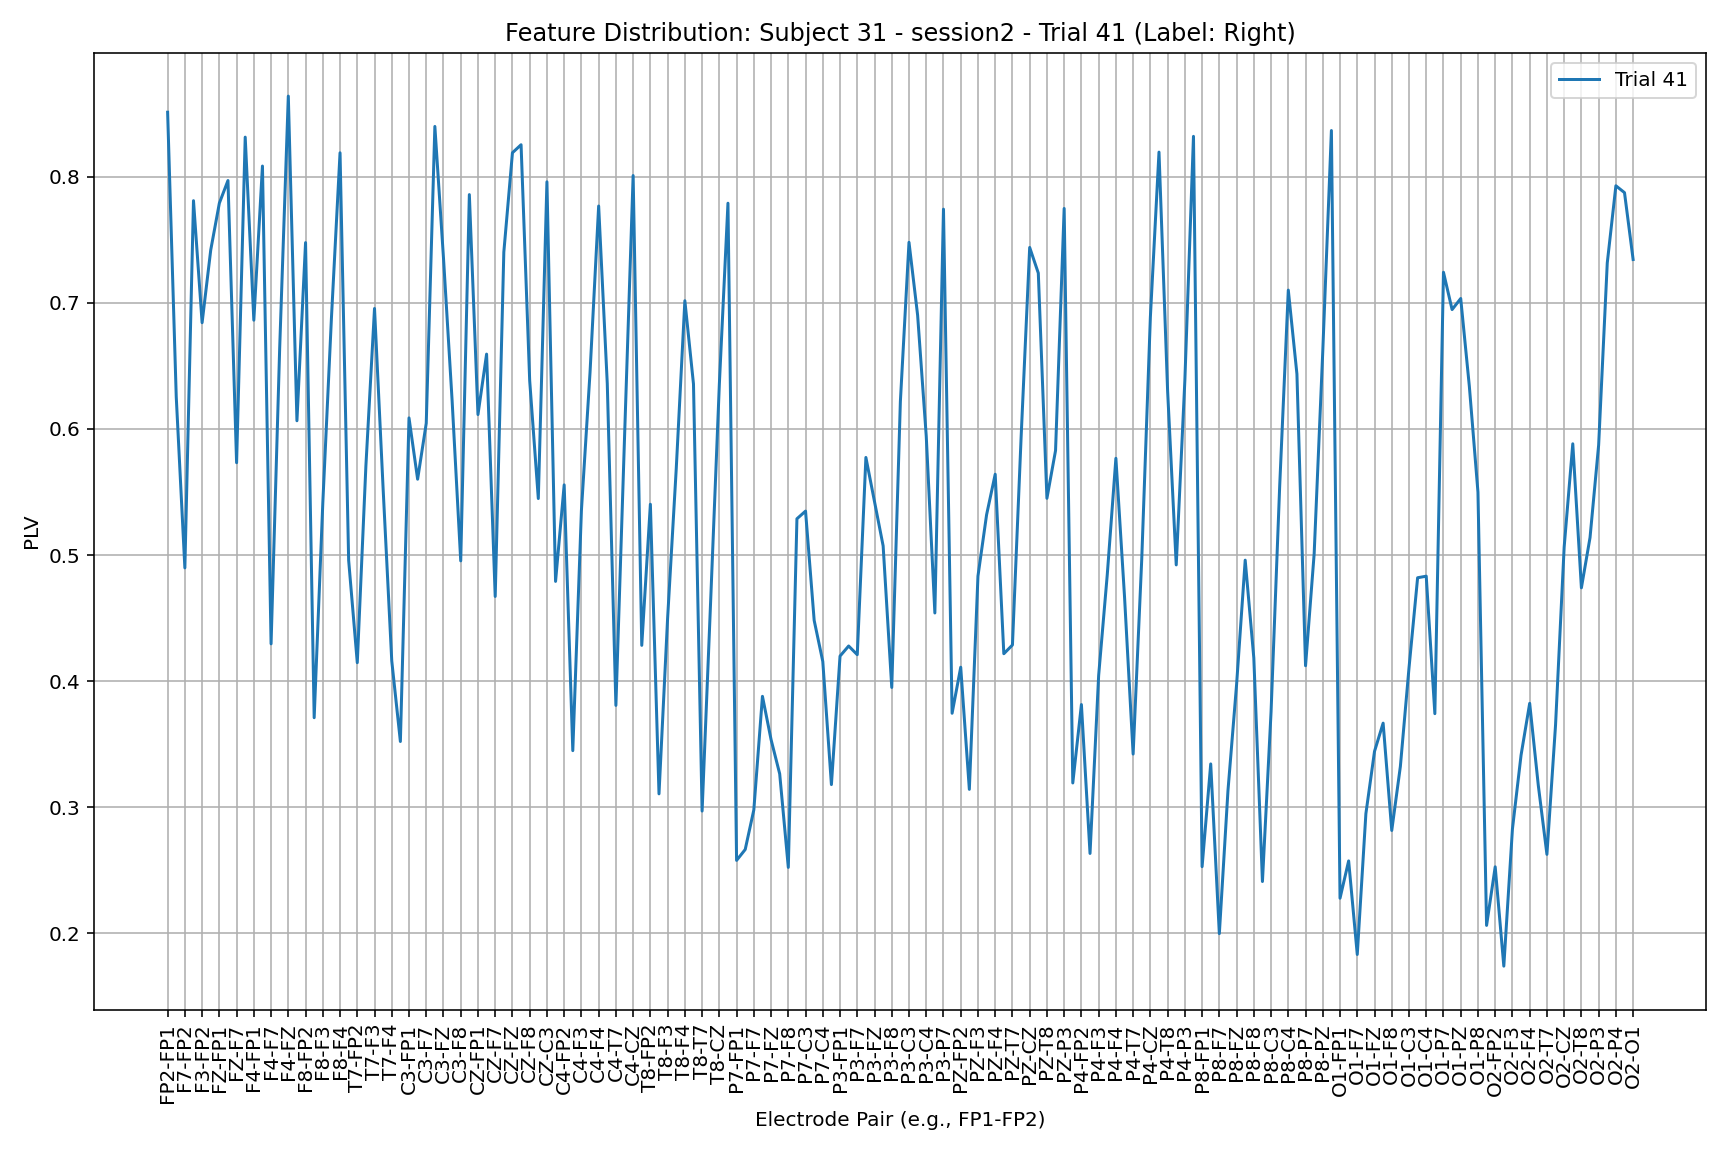 Feature Distribution: Subject 31 - session2 - Trial 41 (Label: Right)
Trial 41
PLV
0.8
0.7
0.6
0.5
0.4
0.3
0.2
FP2-FP1
F7-FP2
F3-FP2
FZ-FP1
FZ-F7
F4-FP1
F4-F7
F4-FZ
F8-FP2
F8-F3
F8-F4
T7-FP2
T7-F3
T7-F4
C3-FP1
C3-F7
C3-FZ
C3-F8
CZ-FP1
CZ-F7
CZ-FZ
CZ-F8
CZ-C3
C4-FP2
C4-F3
C4-F4
C4-T7
C4-CZ
T8-FP2
T8-F3
T8-F4
T8-T7
T8-CZ
P7-FP1
P7-F7
P7-FZ
P7-F8
P7-C3
P7-C4
P3-FP1
P3-F7
P3-FZ
P3-F8
P3-C3
P3-C4
P3-P7
PZ-FP2
PZ-F3
PZ-F4
PZ-T7
PZ-CZ
PZ-T8
PZ-P3
P4-FP2
P4-F3
P4-F4
P4-T7
P4-CZ
P4-T8
P4-P3
P8-FP1
P8-F7
P8-FZ
P8-F8
P8-C3
P8-C4
P8-P7
P8-PZ
O1-FP1
O1-F7
O1-FZ
O1-F8
O1-C3
O1-C4
O1-P7
O1-PZ
O1-P8
O2-FP2
O2-F3
O2-F4
O2-T7
O2-CZ
O2-T8
O2-P3
O2-P4
O2-O1
Electrode Pair (e.g., FP1-FP2)